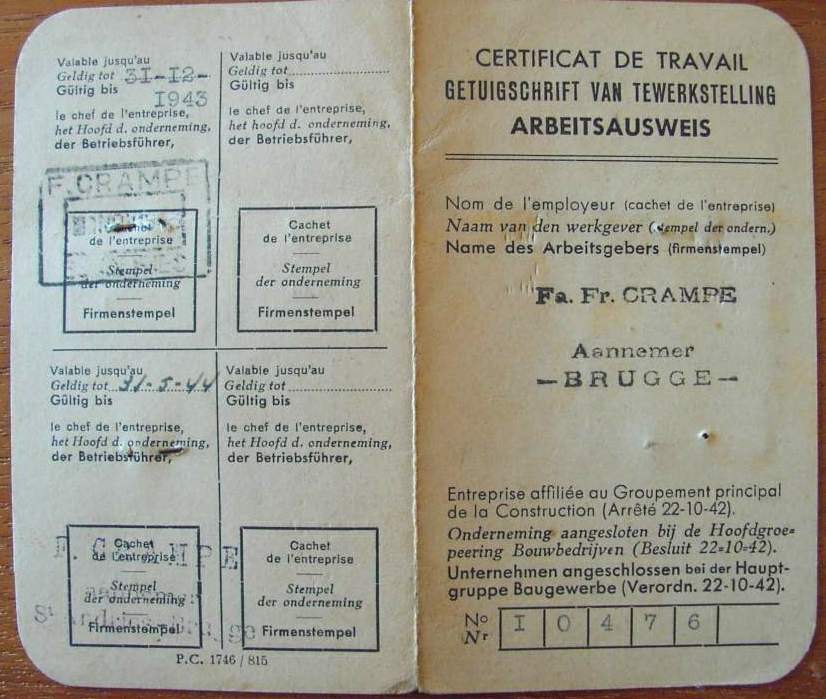 Valable jusqu'au
Geldig tot 31-12-
Gültig bis 1943
le chef de l'entreprise,
het Hoofd d. onderneming,
der Betriebsführer,
F. CRAMPE
Cachet
de l'entreprise
Stempel
der onderneming
Firmenstempel
Valable jusqu'au
Geldig tot
Gültig bis
le chef de l'entreprise,
het hoofd d. onderneming,
der Betriebsführer,
Cachet
de l'entreprise
Stempel
der onderneming
Firmenstempel
Valable jusqu'au
Geldig tot 31-5-44
Gültig bis
le chef de l'entreprise,
het Hoofd d. onderneming,
der Betriebsführer,
Cachet
de l'entreprise
Stempel
der onderneming
Firmenstempel
Valable jusqu'au
Geldig tot
Gültig bis
le chef de l'entreprise,
het Hoofd d. onderneming,
der Betriebsführer,
Cachet
de l'entreprise
Stempel
der onderneming
Firmenstempel
P.C. 1746 / 815
CERTIFICAT DE TRAVAIL
GETUIGSCHRIFT VAN TEWERKSTELLING
ARBEITSAUSWEIS
Nom de l'employeur (cachet de l'entreprise)
Naam van den werkgever (stempel der ondern.)
Name des Arbeitsgebers (firmenstempel)
Fa. Fr. CRAMPE
Aannemer
—BRUGGE—
Entreprise affiliée au Groupement principal
de la Construction (Arrêté 22-10-42).
Onderneming aangesloten bij de Hoofdgroe=
peering Bouwbedrijven (Besluit 22=10=42).
Unternehmen angeschlossen bei der Haupt-
gruppe Baugewerbe (Verordn. 22-10-42).
No
Nr I 0 4 7 6